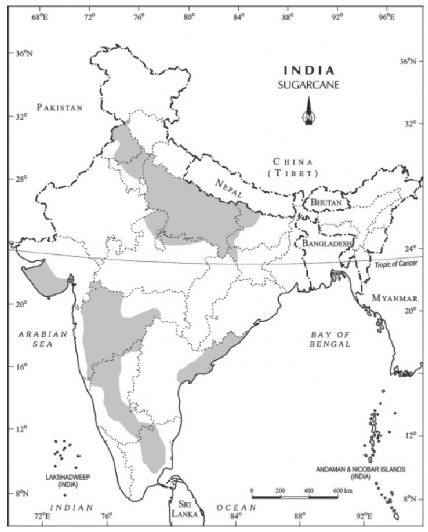 68°E 72° 76° 80° 84° 88° 92° 96°E
36°N 36°N
INDIA
SUGARCANE
PAKISTAN
32° 32°
CHINA
(TIBET)
NEPAL
28° 28°
BHUTAN
BANGLADESH
24°
Tropic of Cancer
MYANMAR
20° 20°
ARABIAN
SEA
BAY OF
BENGAL
16° 16°
12° 12°
LAKSHADWEEP
(INDIA)
ANDAMAN & NICOBAR ISLANDS
(INDIA)
0 200 400 600 km
8°N 8°N
SRI
LANKA
INDIAN OCEAN
72° 76° 84° 88°